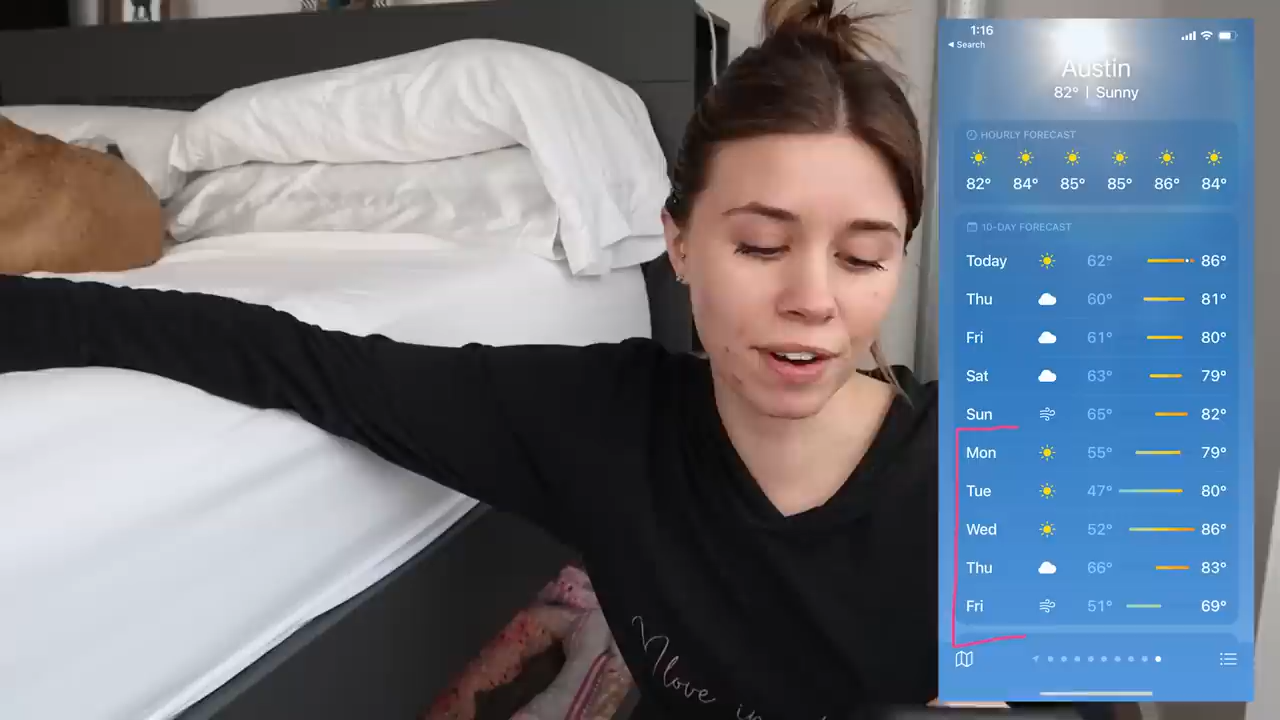 1:16
Search
Austin
82° | Sunny
HOURLY FORECAST
82° 84° 85° 85° 86° 84°
10-DAY FORECAST
Today 62° 86°
Thu 60° 81°
Fri 61° 80°
Sat 63° 79°
Sun 65° 82°
Mon 55° 79°
Tue 47° 80°
Wed 52° 86°
Thu 66° 83°
Fri 51° 69°
love